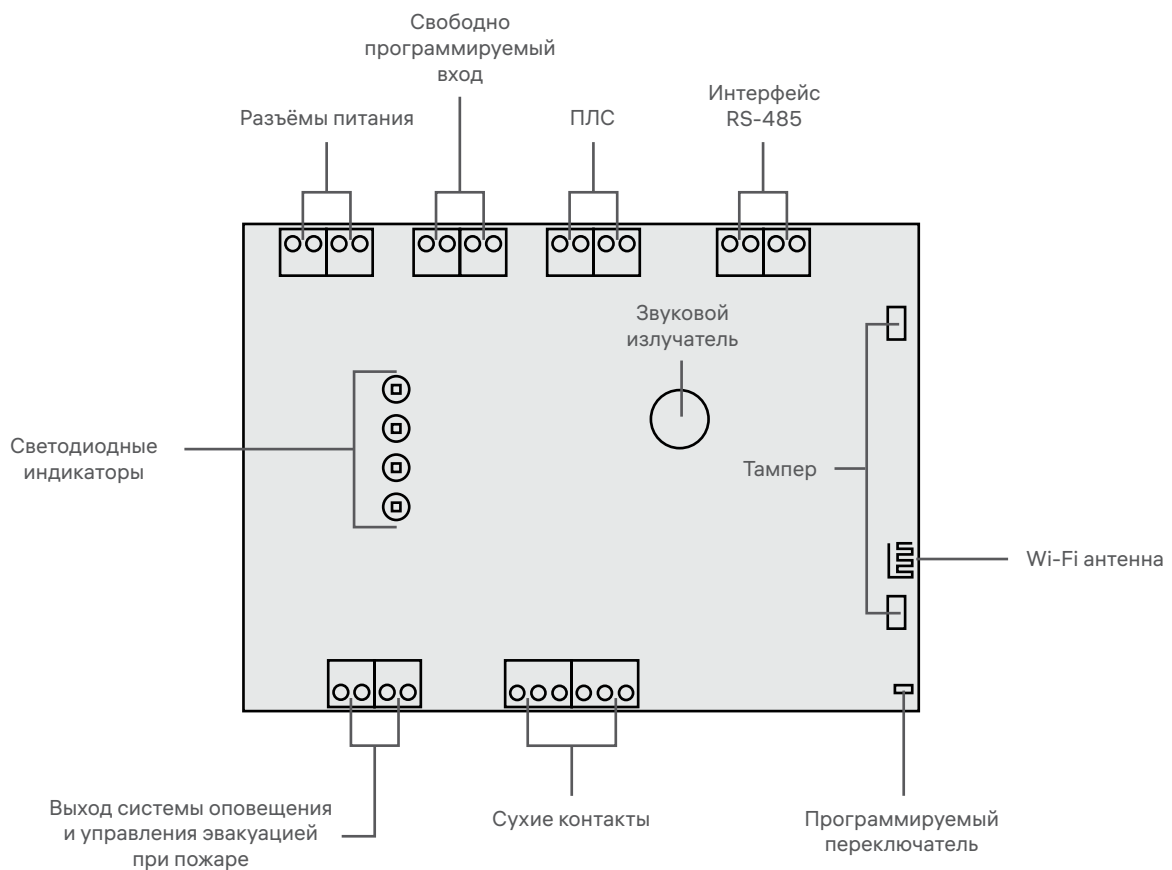 Свободно
программируемый
вход
Разъёмы питания
ПЛС
Интерфейс
RS-485
Звуковой
излучатель
Светодиодные
индикаторы
Тампер
Wi-Fi антенна
Выход системы оповещения
и управления эвакуацией
при пожаре
Сухие контакты
Программируемый
переключатель